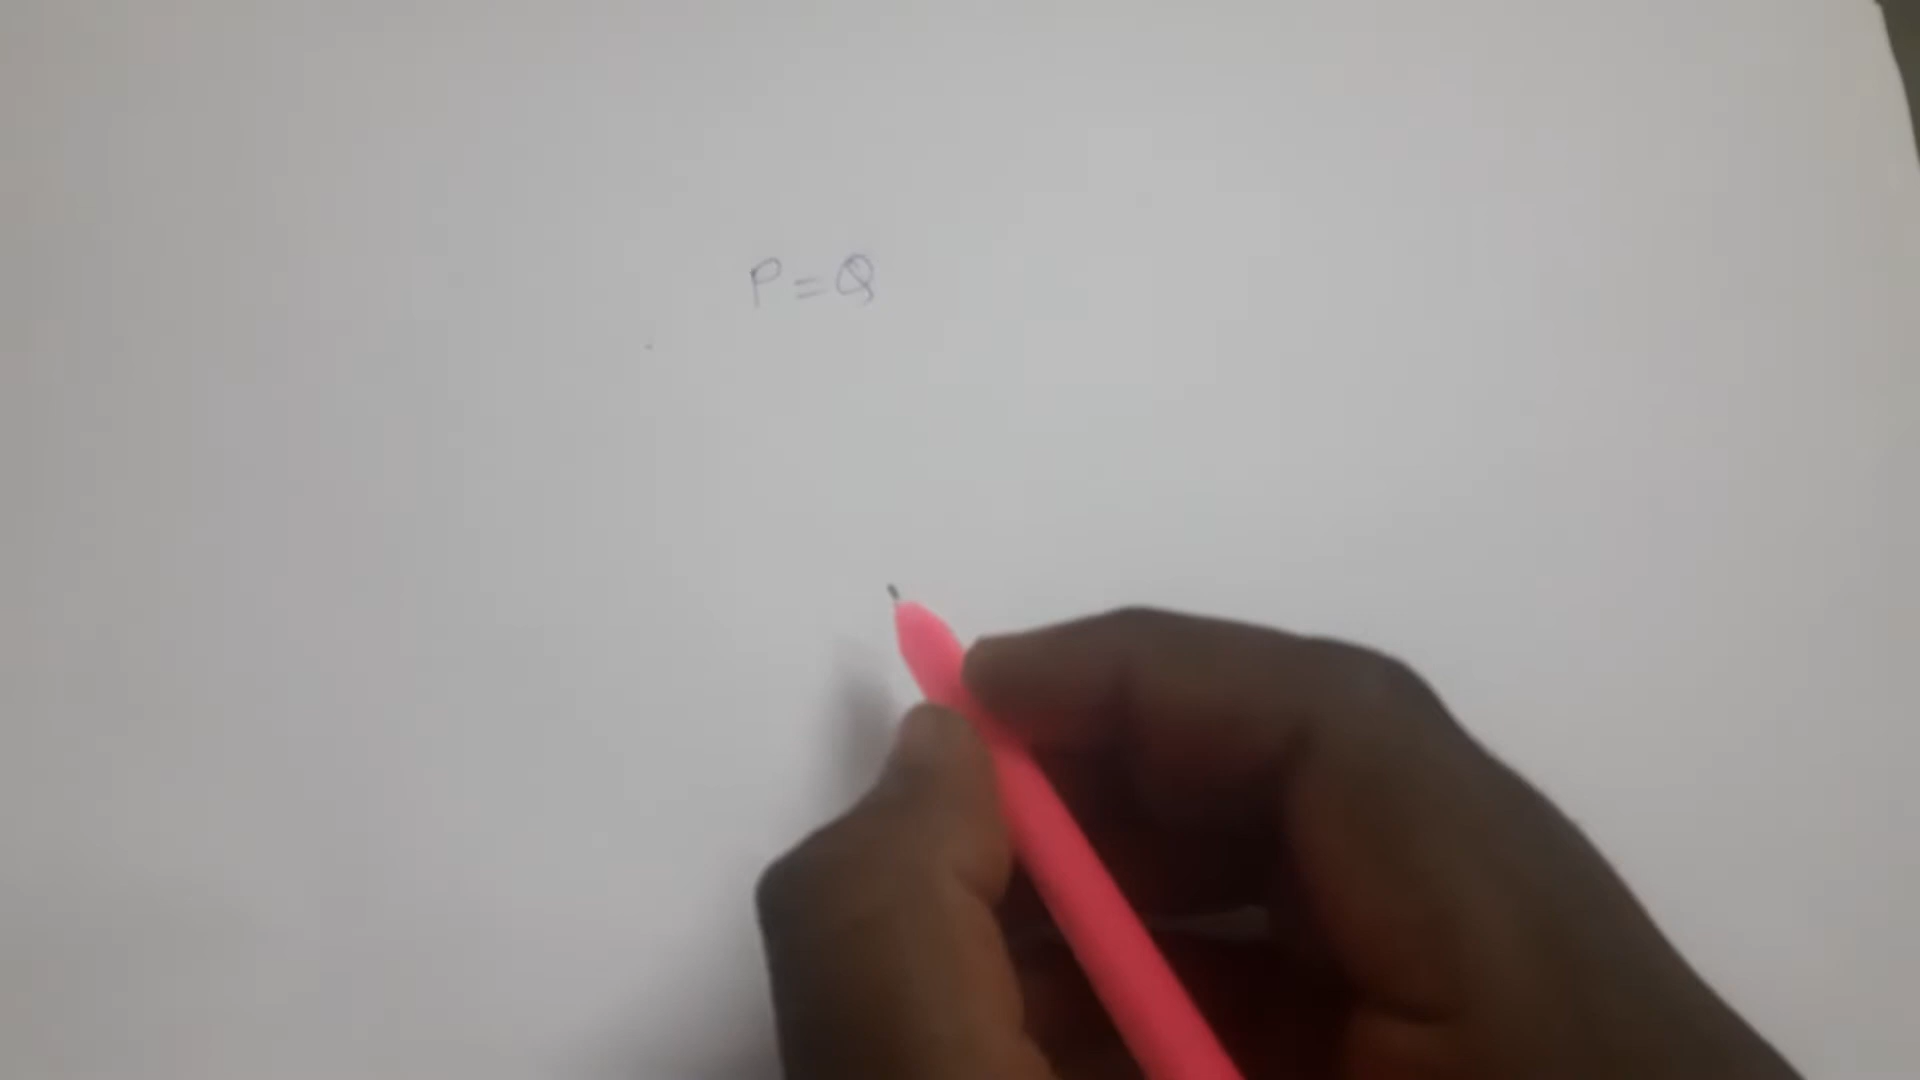 P = Q